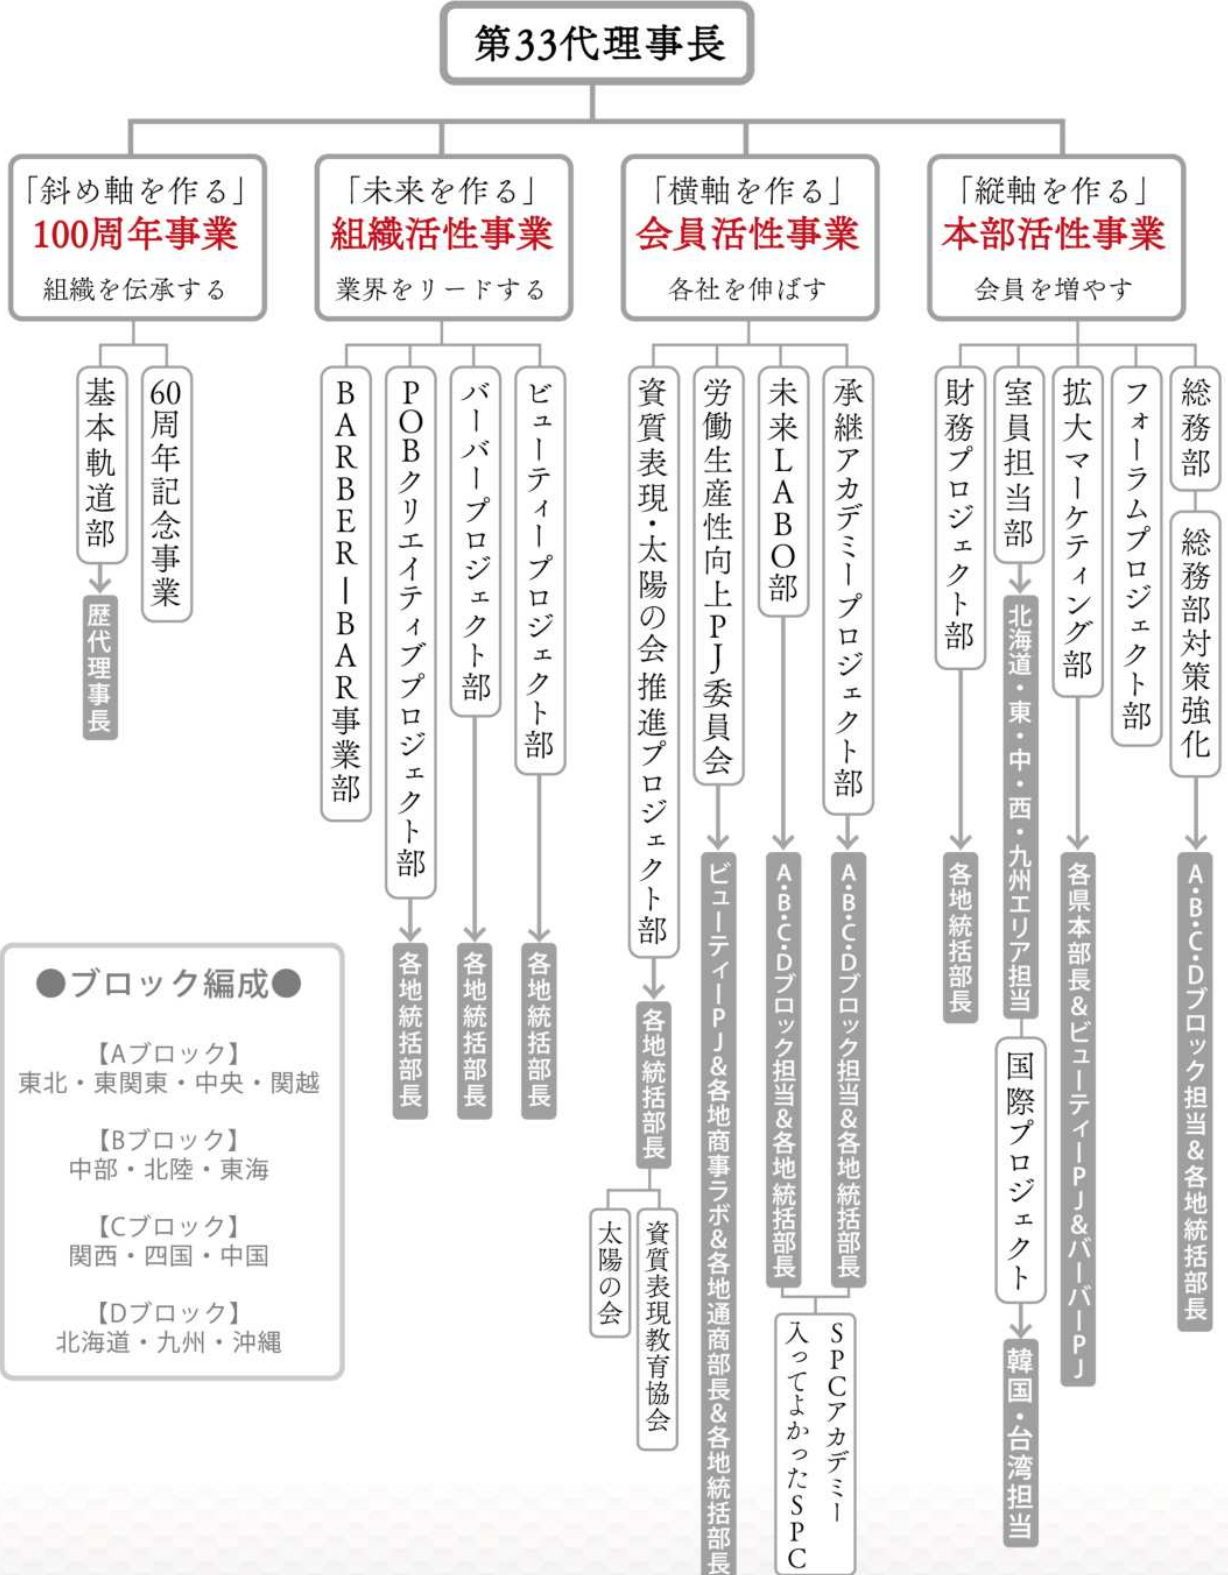 第33代理事長
「斜め軸を作る」
100周年事業
組織を伝承する
「未来を作る」
組織活性事業
業界をリードする
「横軸を作る」
会員活性事業
各社を伸ばす
「縦軸を作る」
本部活性事業
会員を増やす
基本軌道部
歴代理事長
60周年記念事業
BARBER－BAR事業部
POBクリエイティブプロジェクト部
各地統括部長
バーバープロジェクト部
各地統括部長
ビューティープロジェクト部
各地統括部長
資質表現・太陽の会推進プロジェクト部
各地統括部長
太陽の会
資質表現教育協会
労働生産性向上PJ委員会
ビューティーPJ&各地商事ラボ&各地通商部長&各地統括部長
未来LABO部
A・B・C・Dブロック担当&各地統括部長
承継アカデミープロジェクト部
A・B・C・Dブロック担当&各地統括部長
SPCアカデミー
入ってよかったSPC
財務プロジェクト部
各地統括部長
室員担当部
北海道・東・中・西・九州エリア担当
国際プロジェクト
韓国・台湾担当
拡大マーケティング部
各県本部長&ビューティーPJ&バーバーPJ
フォーラムプロジェクト部
総務部
総務部対策強化
A・B・C・Dブロック担当&各地統括部長
●ブロック編成●
【Aブロック】
東北・東関東・中央・関越
【Bブロック】
中部・北陸・東海
【Cブロック】
関西・四国・中国
【Dブロック】
北海道・九州・沖縄